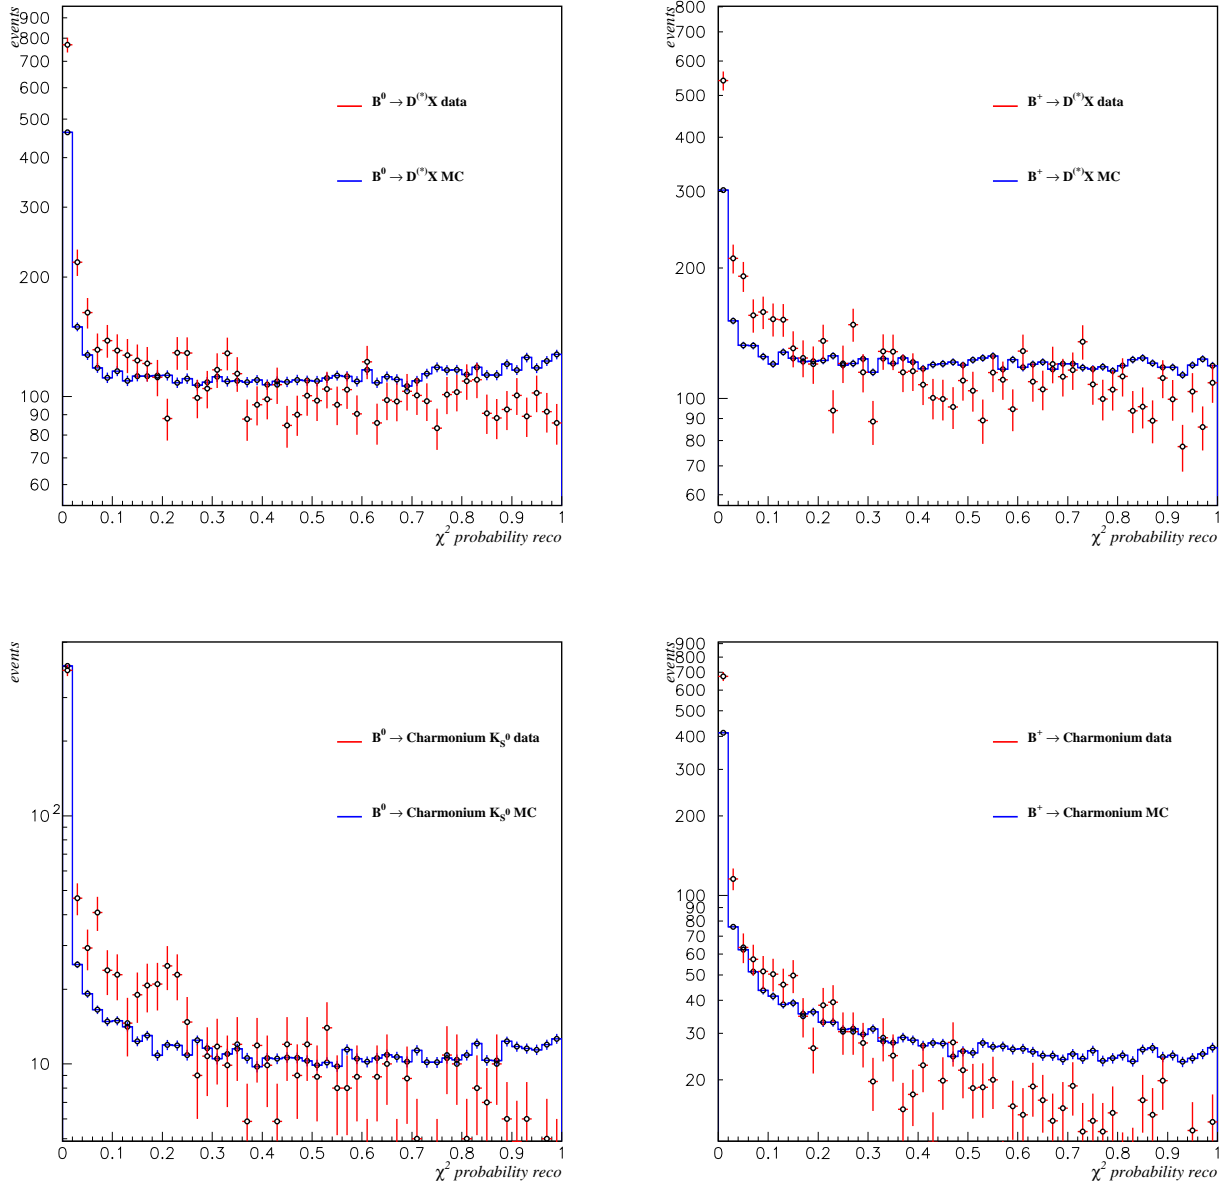 events
900
800
700
600
500
400
300
200
100
90
80
70
60
B⁰ → D⁽*⁾X data
B⁰ → D⁽*⁾X MC
0 0.1 0.2 0.3 0.4 0.5 0.6 0.7 0.8 0.9 1
χ² probability reco
events
800
700
600
500
400
300
200
100
90
80
70
60
B⁺ → D⁽*⁾X data
B⁺ → D⁽*⁾X MC
0 0.1 0.2 0.3 0.4 0.5 0.6 0.7 0.8 0.9 1
χ² probability reco
events
10²
10
B⁰ → Charmonium K_S⁰ data
B⁰ → Charmonium K_S⁰ MC
0 0.1 0.2 0.3 0.4 0.5 0.6 0.7 0.8 0.9 1
χ² probability reco
events
900
800
700
600
500
400
300
200
100
90
80
70
60
50
40
30
20
B⁺ → Charmonium data
B⁺ → Charmonium MC
0 0.1 0.2 0.3 0.4 0.5 0.6 0.7 0.8 0.9 1
χ² probability reco